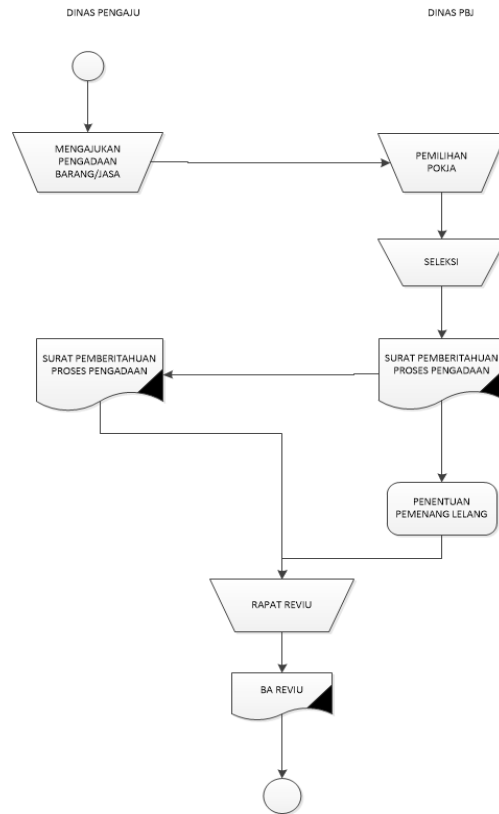 DINAS PENGAJU
DINAS PBJ
MENGAJUKAN
PENGADAAN
BARANG/JASA
PEMILIHAN
POKJA
SELEKSI
SURAT PEMBERITAHUAN
PROSES PENGADAAN
SURAT PEMBERITAHUAN
PROSES PENGADAAN
PENENTUAN
PEMENANG LELANG
RAPAT REVIU
BA REVIU